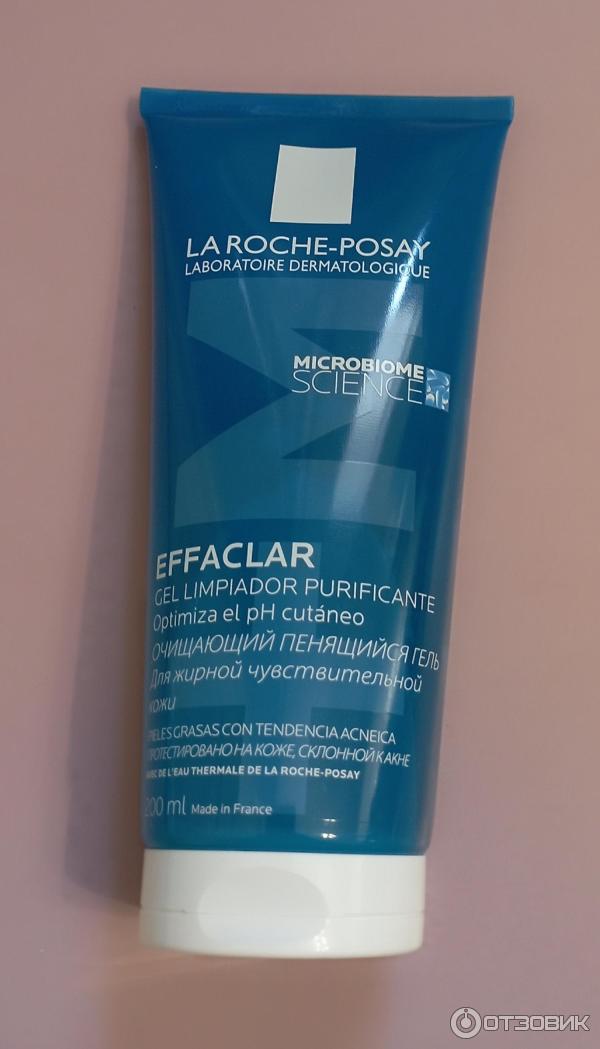 LA ROCHE-POSAY
LABORATOIRE DERMATOLOGIQUE
MICROBIOME
SCIENCE
EFFACLAR
GEL LIMPIADOR PURIFICANTE
Optimiza el pH cutáneo
ОЧИЩАЮЩИЙ ПЕНЯЩИЙСЯ ГЕЛЬ
Для жирной чувствительной
кожи
PIELES GRASAS CON TENDENCIA ACNEICA
ПРОТЕСТИРОВАНО НА КОЖЕ, СКЛОННОЙ К АКНЕ
AVEC DE L'EAU THERMALE DE LA ROCHE-POSAY
200 ml Made in France
ОТЗОВИК